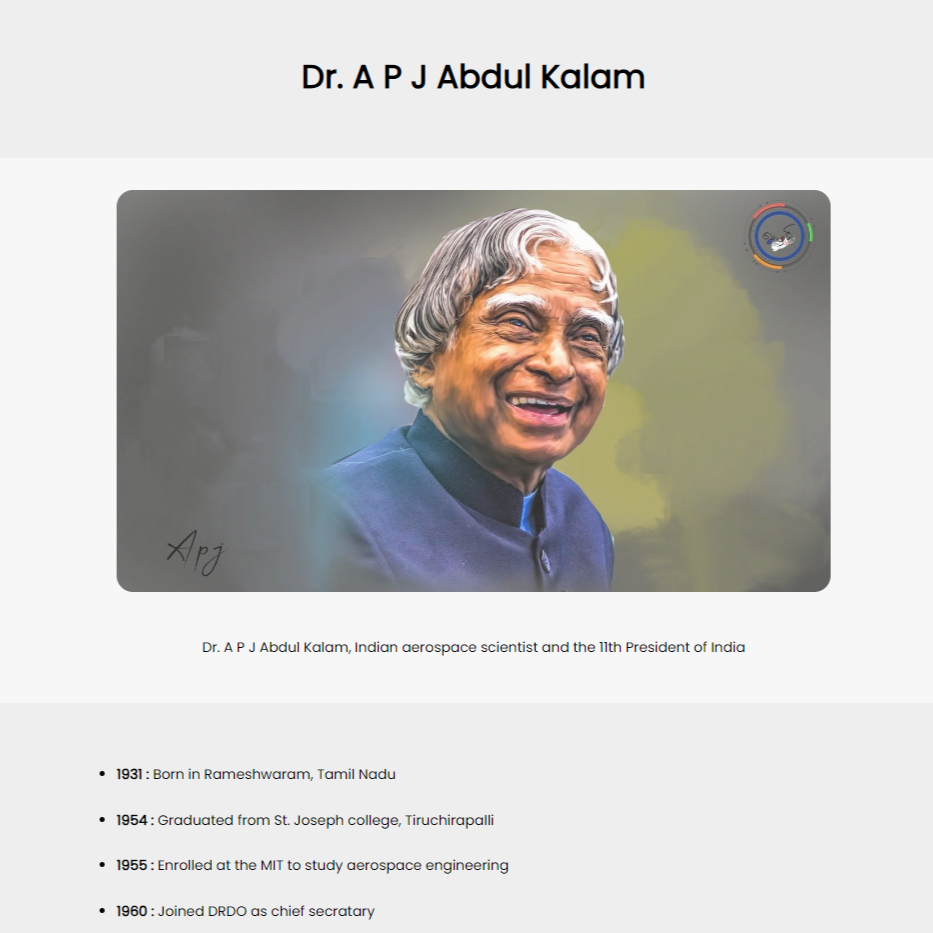 Dr. A P J Abdul Kalam
Apj
Dr. A P J Abdul Kalam, Indian aerospace scientist and the 11th President of India
1931 : Born in Rameshwaram, Tamil Nadu
1954 : Graduated from St. Joseph college, Tiruchirapalli
1955 : Enrolled at the MIT to study aerospace engineering
1960 : Joined DRDO as chief secratary